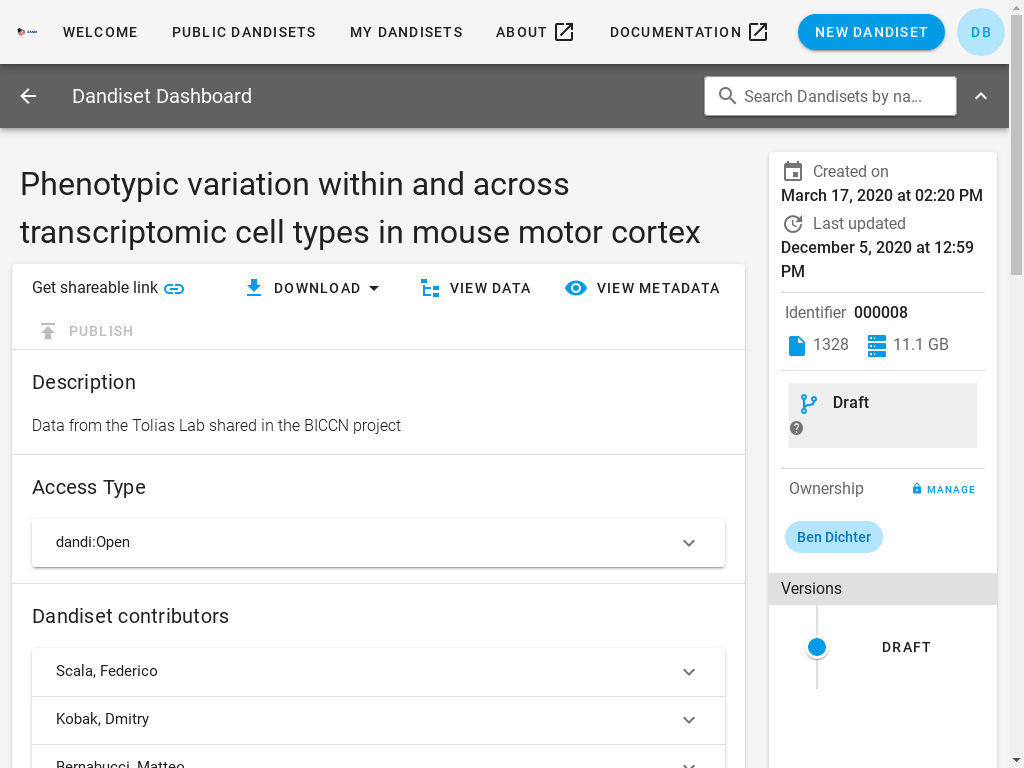 WELCOME PUBLIC DANDISETS MY DANDISETS ABOUT DOCUMENTATION NEW DANDISET DB
Dandiset Dashboard Search Dandisets by na...
Phenotypic variation within and across
transcriptomic cell types in mouse motor cortex
Get shareable link DOWNLOAD VIEW DATA VIEW METADATA
PUBLISH
Description
Data from the Tolias Lab shared in the BICCN project
Access Type
dandi:Open
Dandiset contributors
Scala, Federico
Kobak, Dmitry
Bernabucci, Matteo
Created on
March 17, 2020 at 02:20 PM
Last updated
December 5, 2020 at 12:59
PM
Identifier 000008
1328 11.1 GB
Draft
Ownership MANAGE
Ben Dichter
Versions
DRAFT